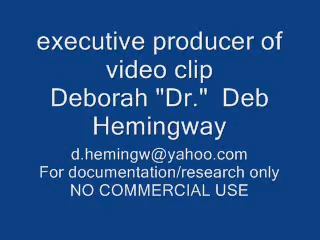 executive producer of
video clip
Deborah "Dr."  Deb
Hemingway
d.hemingw@yahoo.com
For documentation/research only
NO COMMERCIAL USE